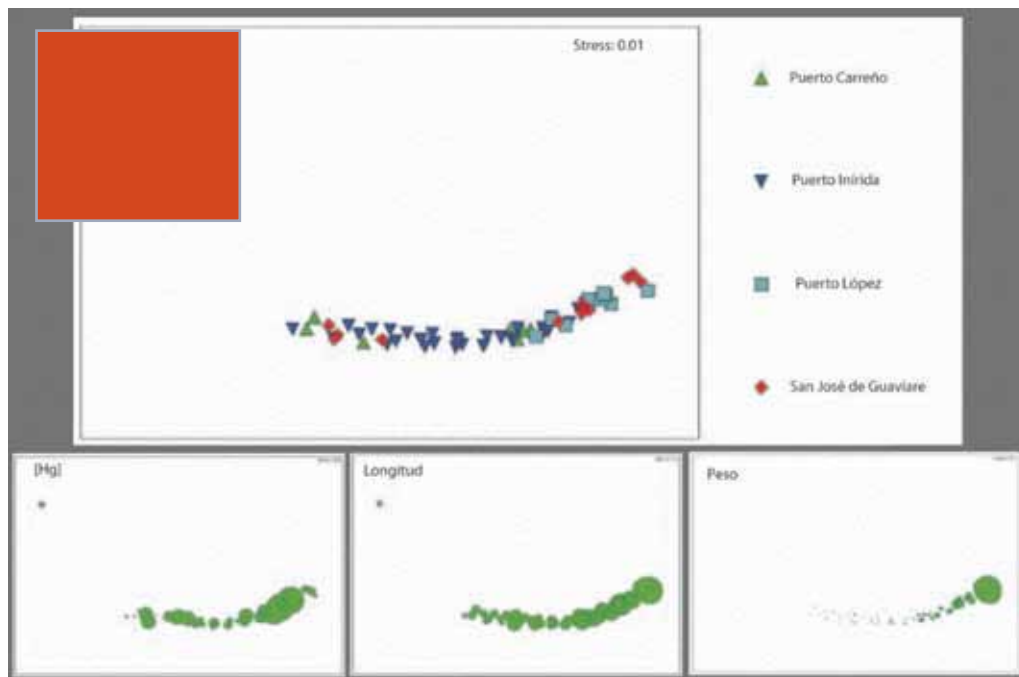 Stress: 0.01
Puerto Carreño
Puerto Inírida
Puerto López
San José de Guaviare
[Hg]
Longitud
Peso